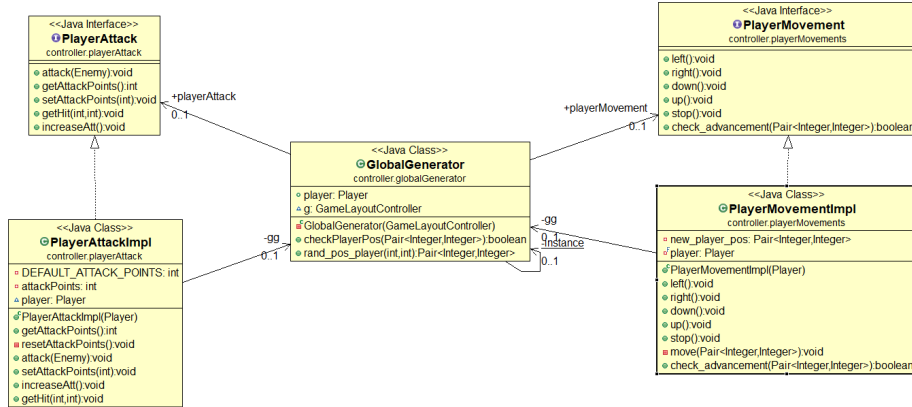 <<Java Interface>>
PlayerAttack
controller.playerAttack
attack(Enemy):void
getAttackPoints():int
setAttackPoints(int):void
getHit(int,int):void
increaseAtt():void
<<Java Interface>>
PlayerMovement
controller.playerMovements
left():void
right():void
down():void
up():void
stop():void
check_advancement(Pair<Integer,Integer>):boolean
+playerAttack
0..1
+playerMovement
0..1
<<Java Class>>
GlobalGenerator
controller.globalGenerator
player: Player
g: GameLayoutController
GlobalGenerator(GameLayoutController)
checkPlayerPos(Pair<Integer,Integer>):boolean
rand_pos_player(int,int):Pair<Integer,Integer>
-gg
0..1
-gg
0..1
-instance
0..1
<<Java Class>>
PlayerAttackImpl
controller.playerAttack
DEFAULT_ATTACK_POINTS: int
attackPoints: int
player: Player
PlayerAttackImpl(Player)
getAttackPoints():int
resetAttackPoints():void
attack(Enemy):void
setAttackPoints(int):void
increaseAtt():void
getHit(int,int):void
<<Java Class>>
PlayerMovementImpl
controller.playerMovements
new_player_pos: Pair<Integer,Integer>
player: Player
PlayerMovementImpl(Player)
left():void
right():void
down():void
up():void
stop():void
move(Pair<Integer,Integer>):void
check_advancement(Pair<Integer,Integer>):boolean